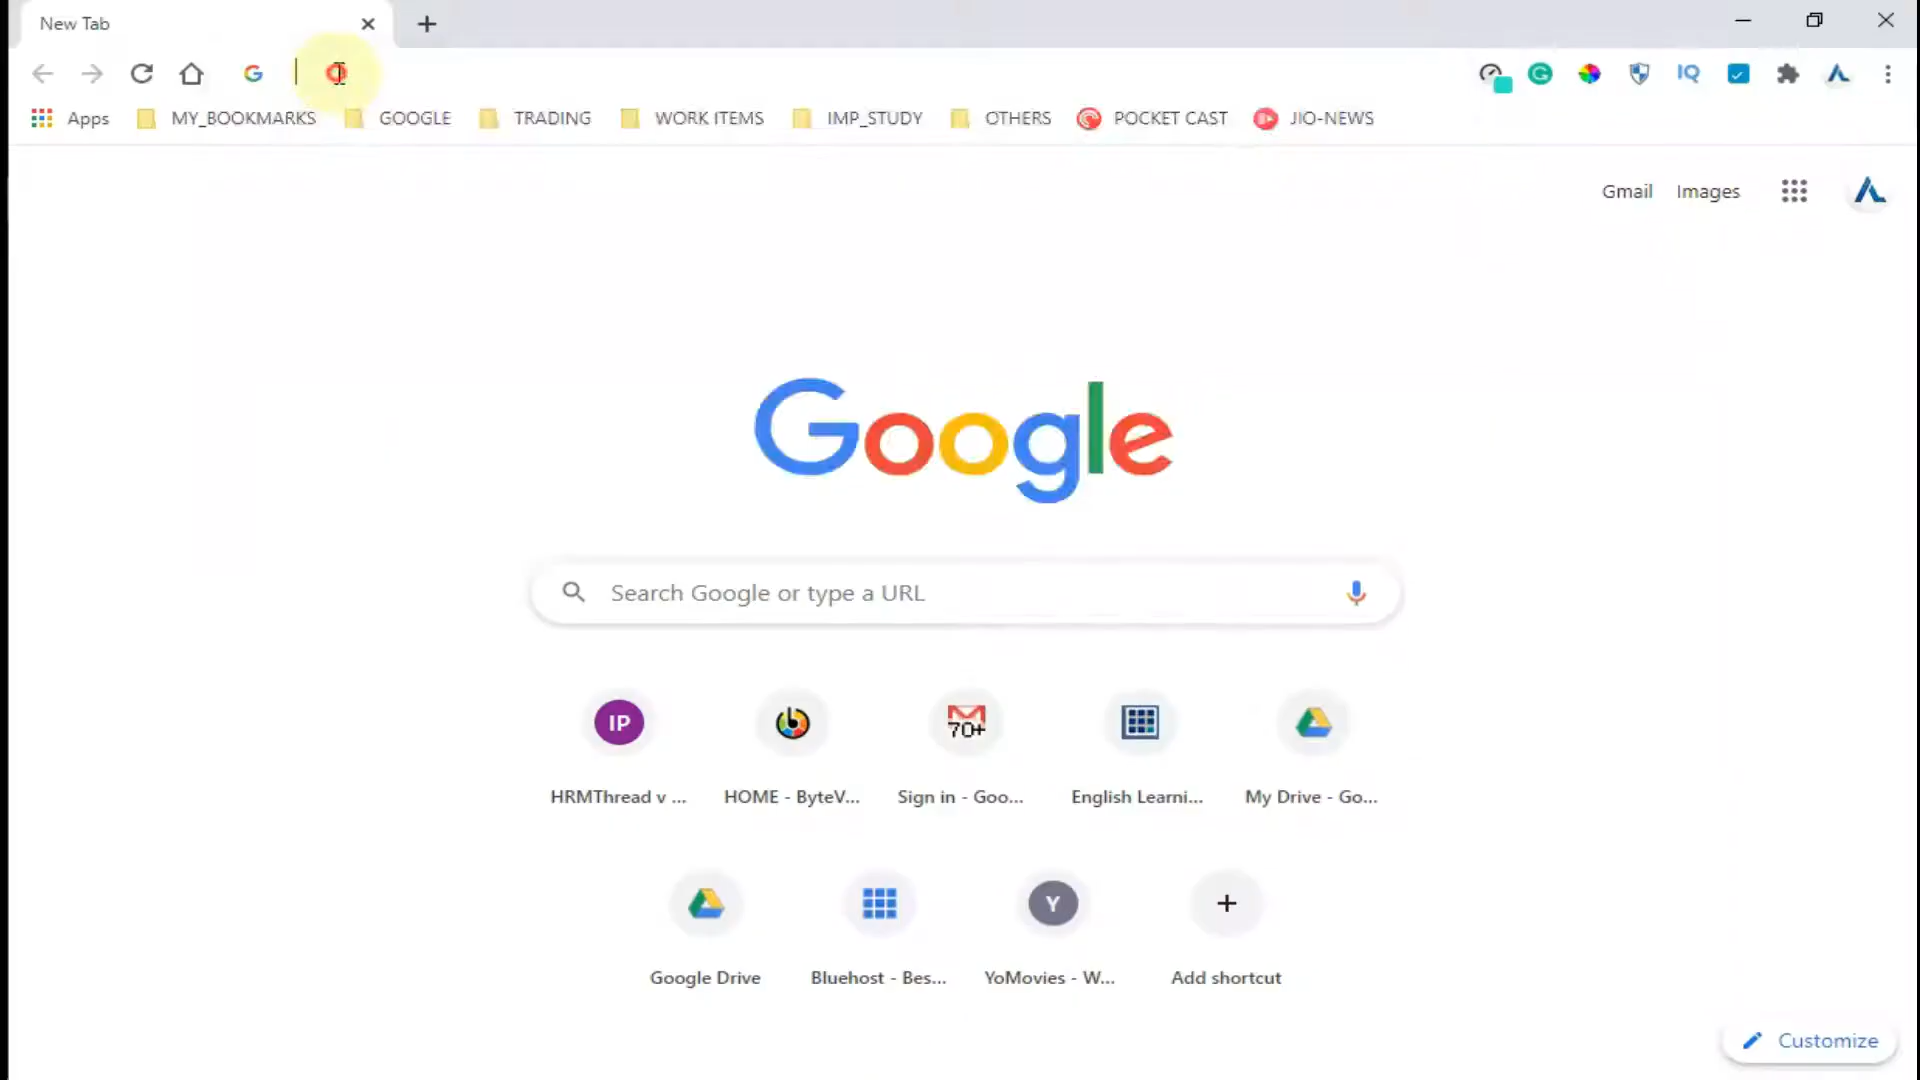 New Tab
Apps MY_BOOKMARKS GOOGLE TRADING WORK ITEMS IMP_STUDY OTHERS POCKET CAST JIO-NEWS
Gmail Images
Google
Search Google or type a URL
IP
70+
HRMThread v ... HOME - ByteV... Sign in - Goo... English Learni... My Drive - Go...
Y
Google Drive Bluehost - Bes... YoMovies - W... Add shortcut
Customize